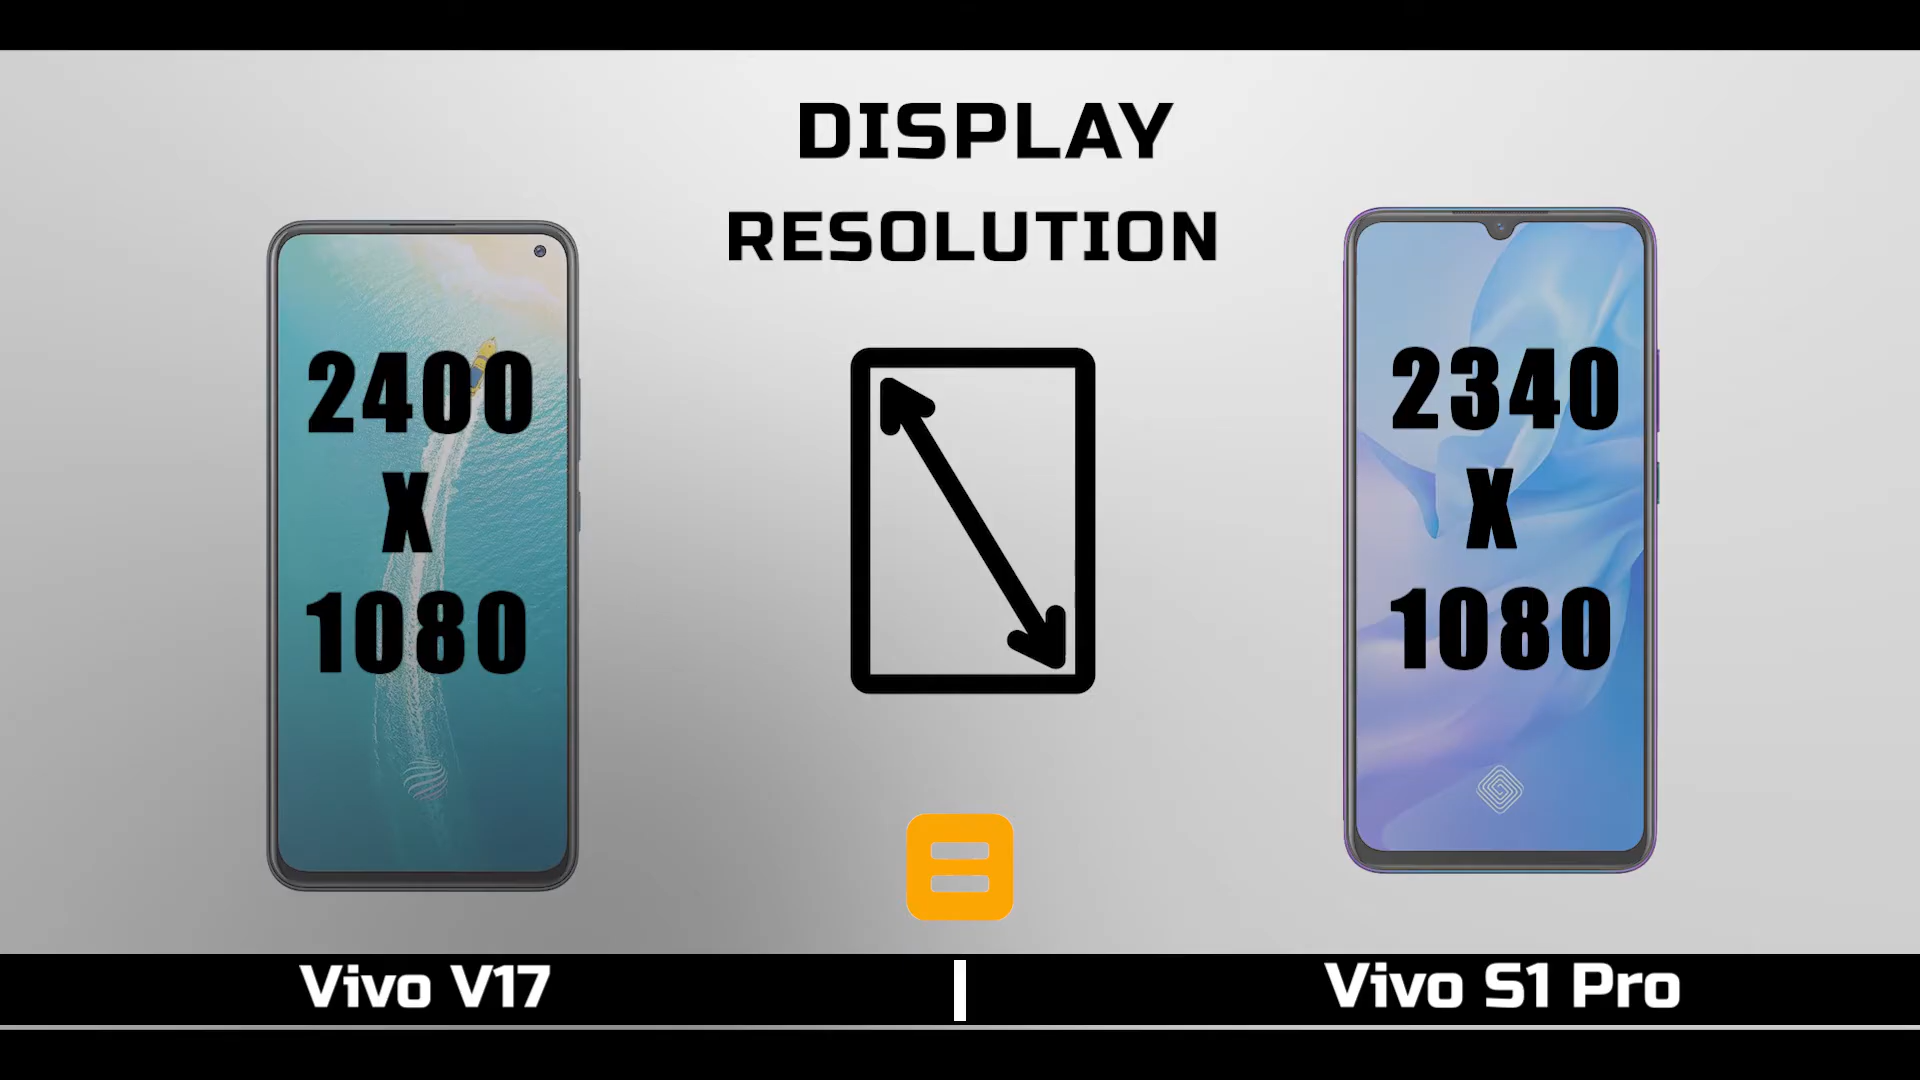 DISPLAY
RESOLUTION
2400
X
1080
2340
X
1080
Vivo V17
Vivo S1 Pro